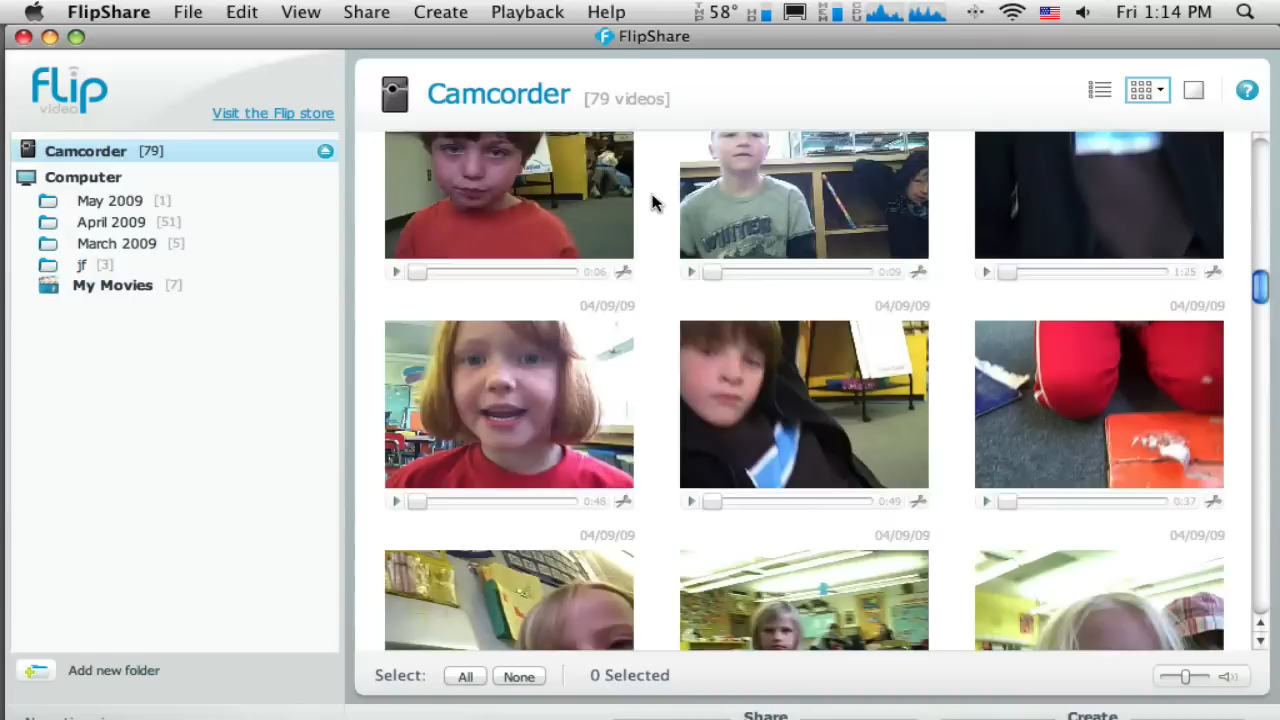 FlipShare File Edit View Share Create Playback Help 58° Fri 1:14 PM
FlipShare
flip
video
Visit the Flip store
Camcorder [79 videos]
Camcorder [79]
Computer
May 2009 [1]
April 2009 [51]
March 2009 [5]
jf [3]
My Movies [7]
WINTER
0:06 0:09 1:25
04/09/09 04/09/09 04/09/09
0:48 0:49 0:37
04/09/09 04/09/09 04/09/09
Add new folder
Select: All None 0 Selected
Share Create